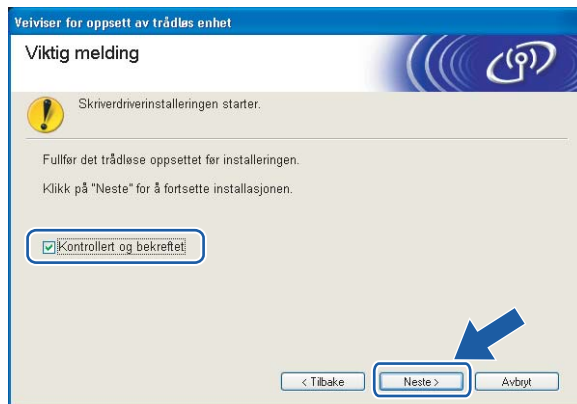 Veiviser for oppsett av trådløs enhet
Viktig melding
Skriverdriverinstalleringen starter.
Fullfør det trådløse oppsettet før installeringen.
Klikk på "Neste" for å fortsette installasjonen.
Kontrollert og bekreftet
< Tilbake
Neste >
Avbryt